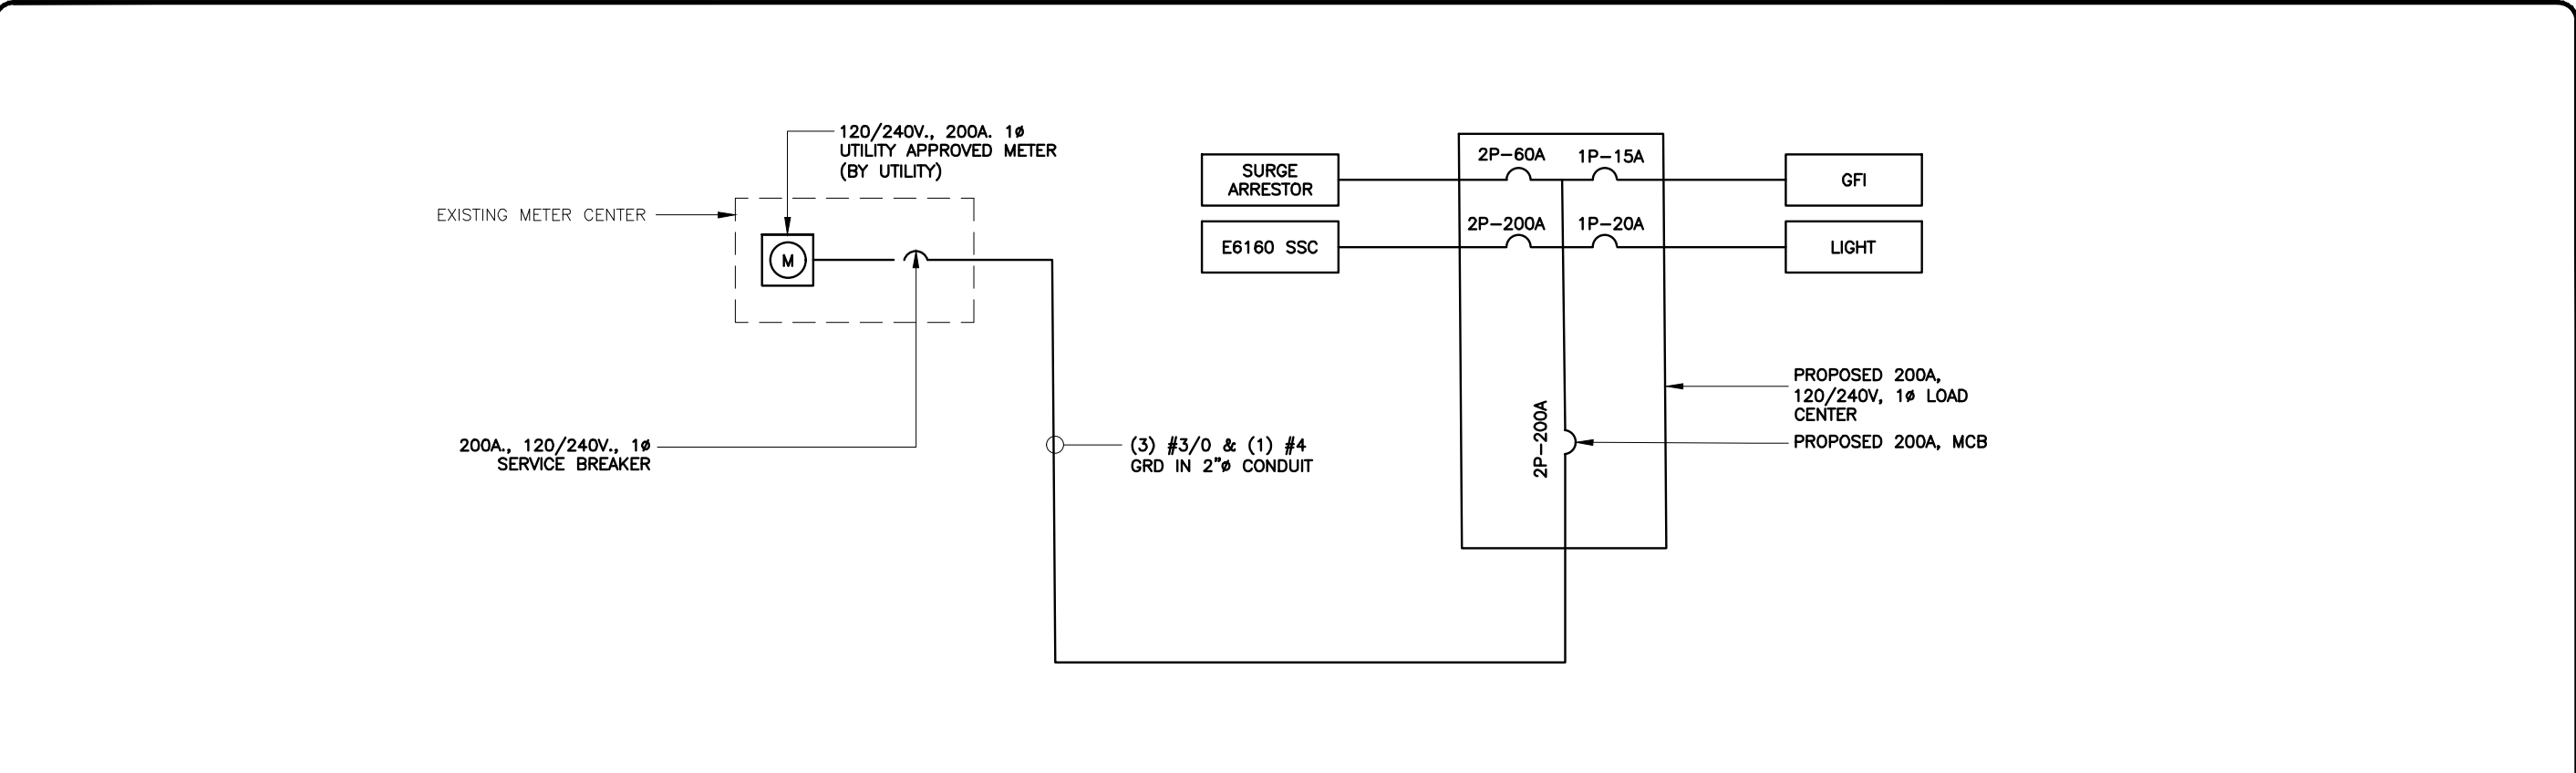 120/240V., 200A. 1ø
UTILITY APPROVED METER
(BY UTILITY)
EXISTING METER CENTER
M
200A., 120/240V., 1ø
SERVICE BREAKER
(3) #3/0 & (1) #4
GRD IN 2"ø CONDUIT
SURGE
ARRESTOR
E6160 SSC
2P-60A
1P-15A
2P-200A
1P-20A
GFI
LIGHT
2P-200A
PROPOSED 200A,
120/240V, 1ø LOAD
CENTER
PROPOSED 200A, MCB